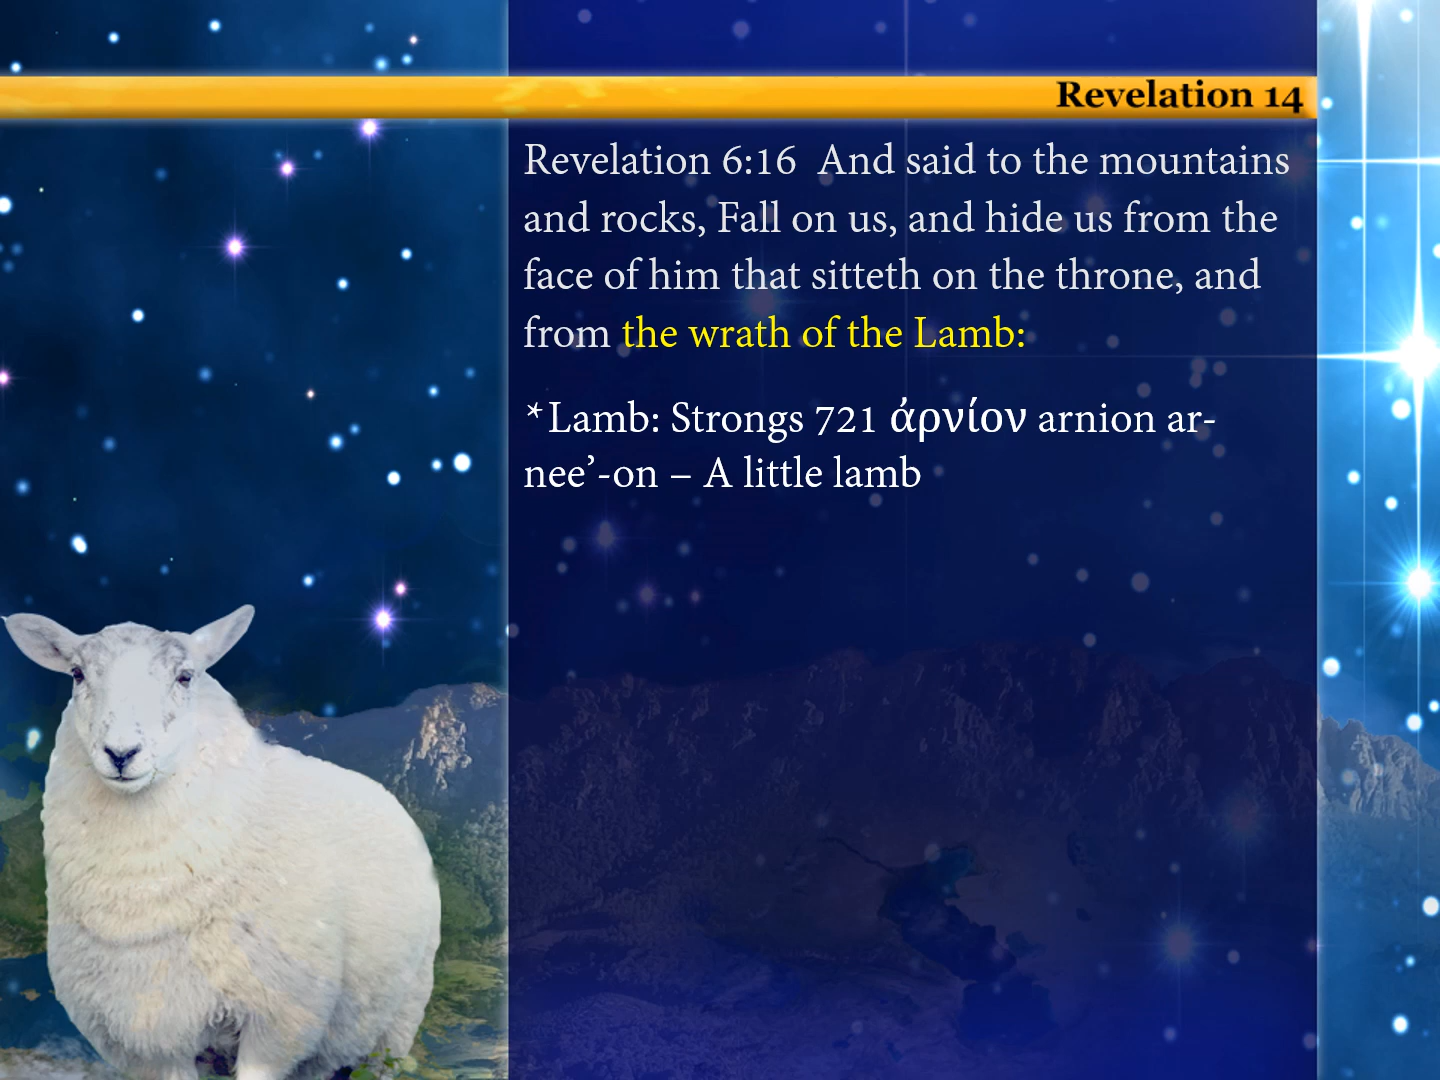 Revelation 14
Revelation 6:16  And said to the mountains
and rocks, Fall on us, and hide us from the
face of him that sitteth on the throne, and
from the wrath of the Lamb:
*Lamb: Strongs 721 ἀρνίον arnion ar-
nee’-on – A little lamb